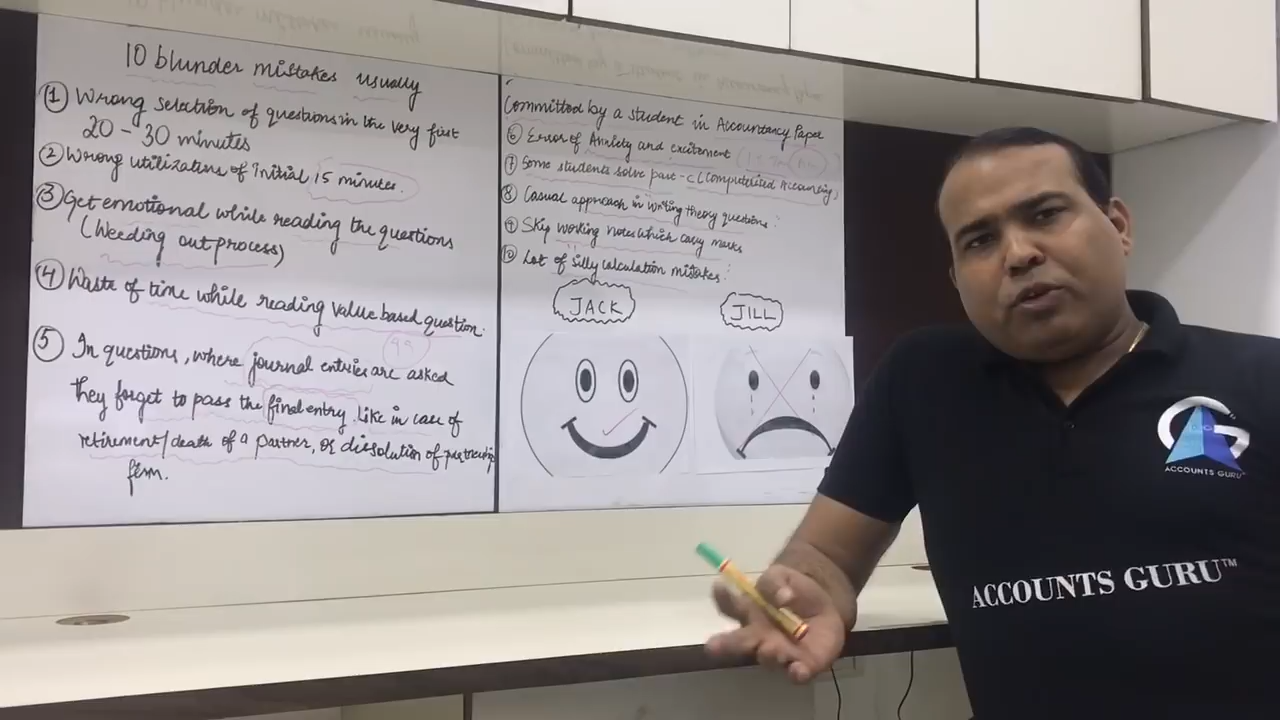 10 blunder mistakes usually
① Wrong selection of questions in the very first
20 - 30 minutes
② Wrong utilization of Initial 15 minutes.
③ Get emotional while reading the questions
(Weeding out process)
④ Waste of time while reading Value based question.
⑤ In questions, where journal entries are asked
they forget to pass the final entry. Like in case of
retirement/death of a partner, or dissolution of partnership
firm.
Committed by a student in Accountancy Paper
⑥ Error of Anxiety and excitement
⑦ Some students solve part-C (Computerised Accounting)
⑧ Casual approach in writing theory questions.
⑨ Skip working notes which carry marks
⑩ Lot of silly calculation mistakes.
JACK
JILL
G
ACCOUNTS GURU
ACCOUNTS GURU™